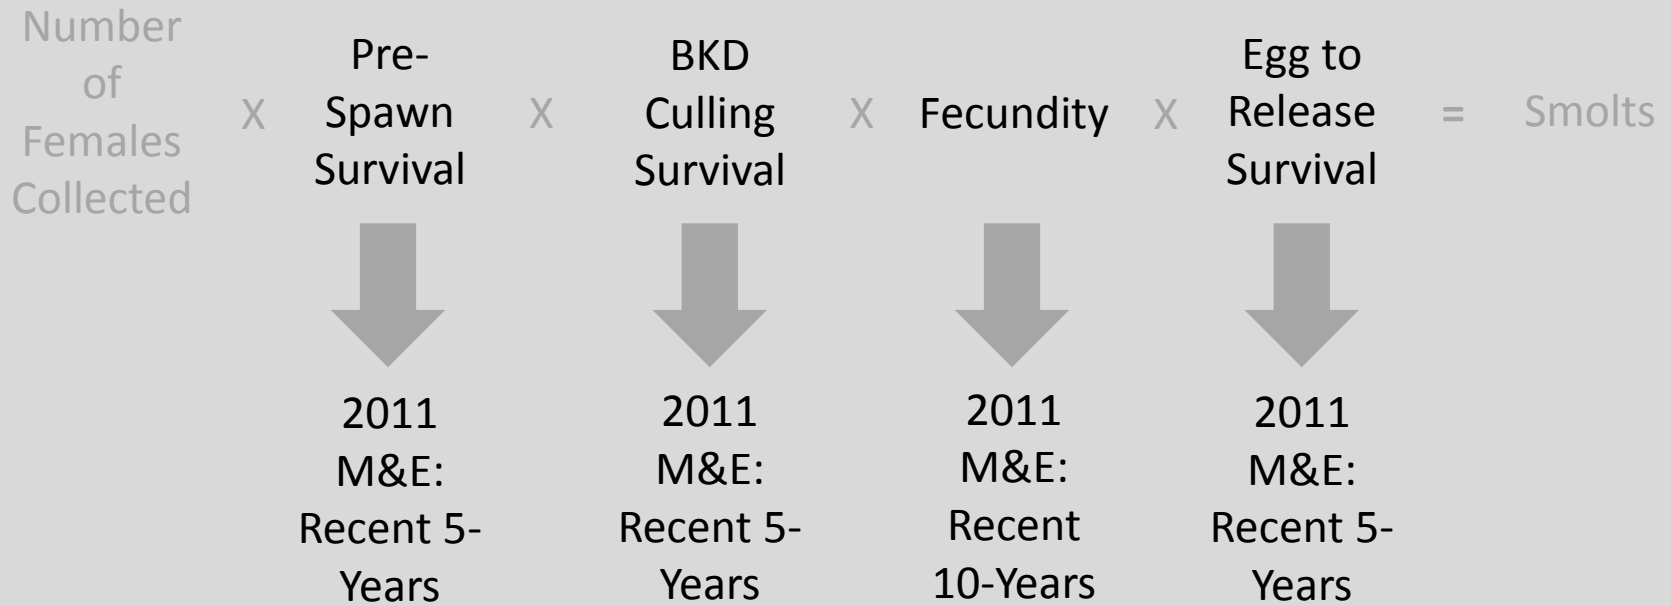 Number
of
Females
Collected
X
Pre-
Spawn
Survival
X
BKD
Culling
Survival
X
Fecundity
X
Egg to
Release
Survival
=
Smolts
2011
M&E:
Recent 5-
Years
2011
M&E:
Recent 5-
Years
2011
M&E:
Recent
10-Years
2011
M&E:
Recent 5-
Years